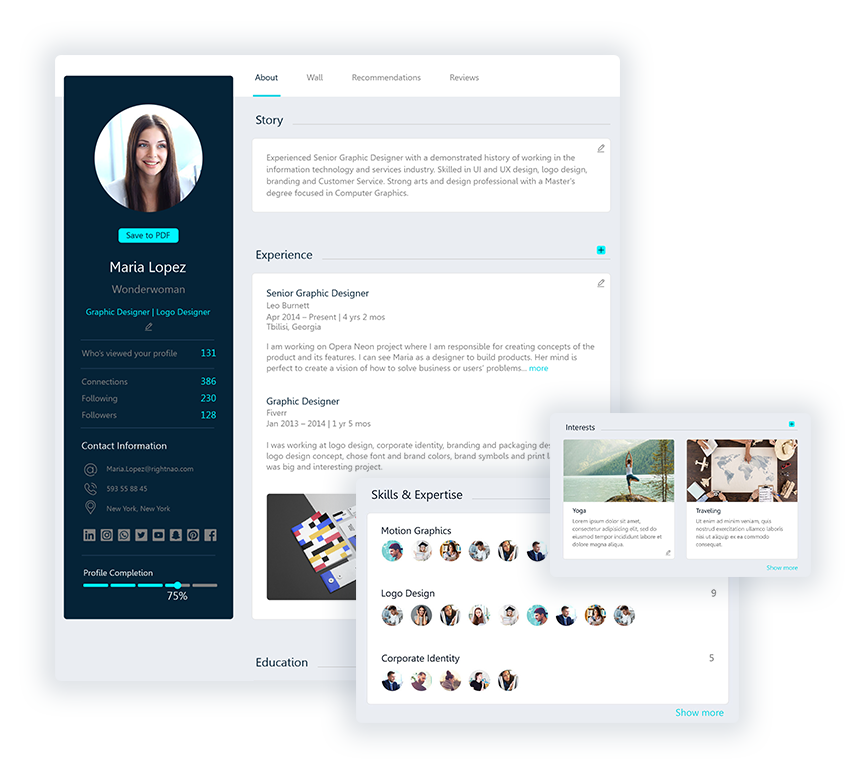 About
Wall
Recommendations
Reviews
Save to PDF
Maria Lopez
Wonderwoman
Graphic Designer | Logo Designer
Who's viewed your profile 131
Connections 386
Following 230
Followers 128
Contact Information
Maria.Lopez@rightnao.com
593 55 88 45
New York, New York
Profile Completion
75%
Story
Experienced Senior Graphic Designer with a demonstrated history of working in the
information technology and services industry. Skilled in UI and UX design, logo design,
branding and Customer Service. Strong arts and design professional with a Master's
degree focused in Computer Graphics.
Experience
Senior Graphic Designer
Leo Burnett
Apr 2014 – Present | 4 yrs 2 mos
Tbilisi, Georgia
I am working on Opera Neon project where I am responsible for creating concepts of the
product and its features. I can see Maria as a designer to build products. Her mind is
perfect to create a vision of how to solve business or users' problems... more
Graphic Designer
Fiverr
Jan 2013 – 2014 | 1 yr 5 mos
I was working at logo design, corporate identity, branding and packaging
logo design concept, chose font and brand colors, brand symbols and print
was big and interesting project.
Education
Skills & Expertise
Motion Graphics
Logo Design 9
Corporate Identity 5
Show more
Interests
Yoga
Lorem ipsum dolor sit amet,
consectetur adipisicing elit, sed do
eiusmod tempor incididunt labore et
dolore magna aliqua.
Traveling
Ut enim ad minim veniam, quis
nostrud exercitation ullamco laboris
nisi ut aliquip ex ea commodo
consequat.
Show more